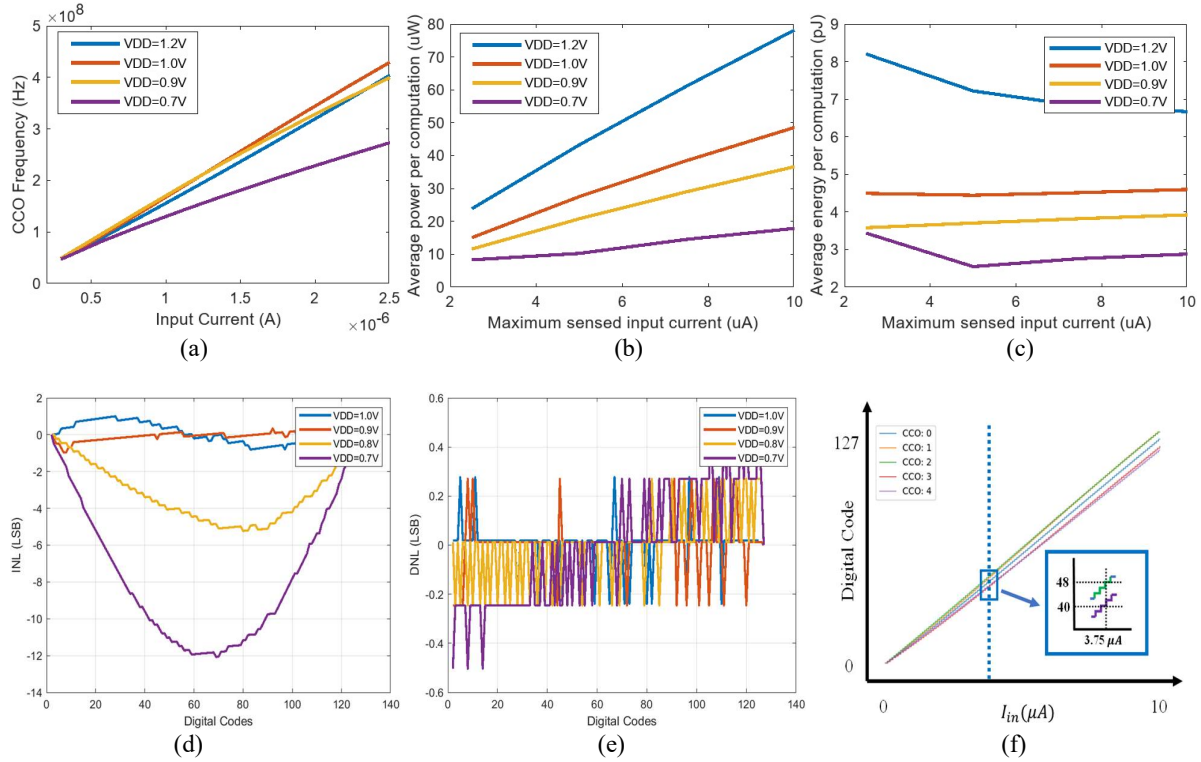 ×10^8
5
4
3
2
1
0
CCO Frequency (Hz)
VDD=1.2V
VDD=1.0V
VDD=0.9V
VDD=0.7V
0.5 1 1.5 2 2.5
Input Current (A)
×10^-6
(a)
80
70
60
50
40
30
20
10
0
Average power per computation (uW)
VDD=1.2V
VDD=1.0V
VDD=0.9V
VDD=0.7V
2 4 6 8 10
Maximum sensed input current (uA)
(b)
9
8
7
6
5
4
3
2
Average energy per computation (pJ)
VDD=1.2V
VDD=1.0V
VDD=0.9V
VDD=0.7V
2 4 6 8 10
Maximum sensed input current (uA)
(c)
2
0
-2
-4
-6
-8
-10
-12
-14
INL (LSB)
VDD=1.0V
VDD=0.9V
VDD=0.8V
VDD=0.7V
0 20 40 60 80 100 120 140
Digital Codes
(d)
0.6
0.4
0.2
0
-0.2
-0.4
-0.6
DNL (LSB)
VDD=1.0V
VDD=0.9V
VDD=0.8V
VDD=0.7V
0 20 40 60 80 100 120 140
Digital Codes
(e)
127
0
Digital Code
CCO: 0
CCO: 1
CCO: 2
CCO: 3
CCO: 4
48
40
3.75 μA
0 10
I_in(μA)
(f)